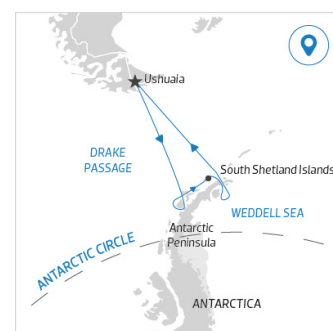 Ushuaia
DRAKE
PASSAGE
South Shetland Islands
WEDDELL SEA
Antarctic
Peninsula
ANTARCTIC CIRCLE
ANTARCTICA